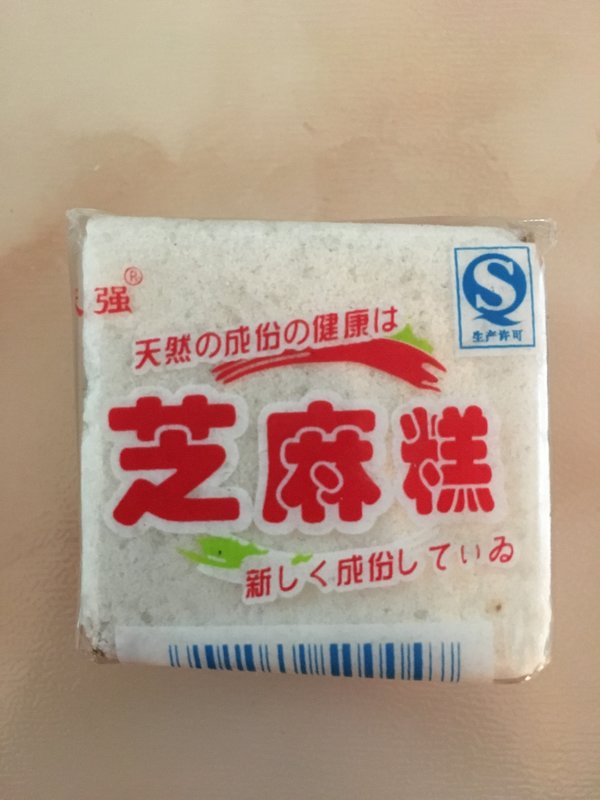 强®
生产许可
天然の成份の健康は
芝麻糕
新しく成份していゐ